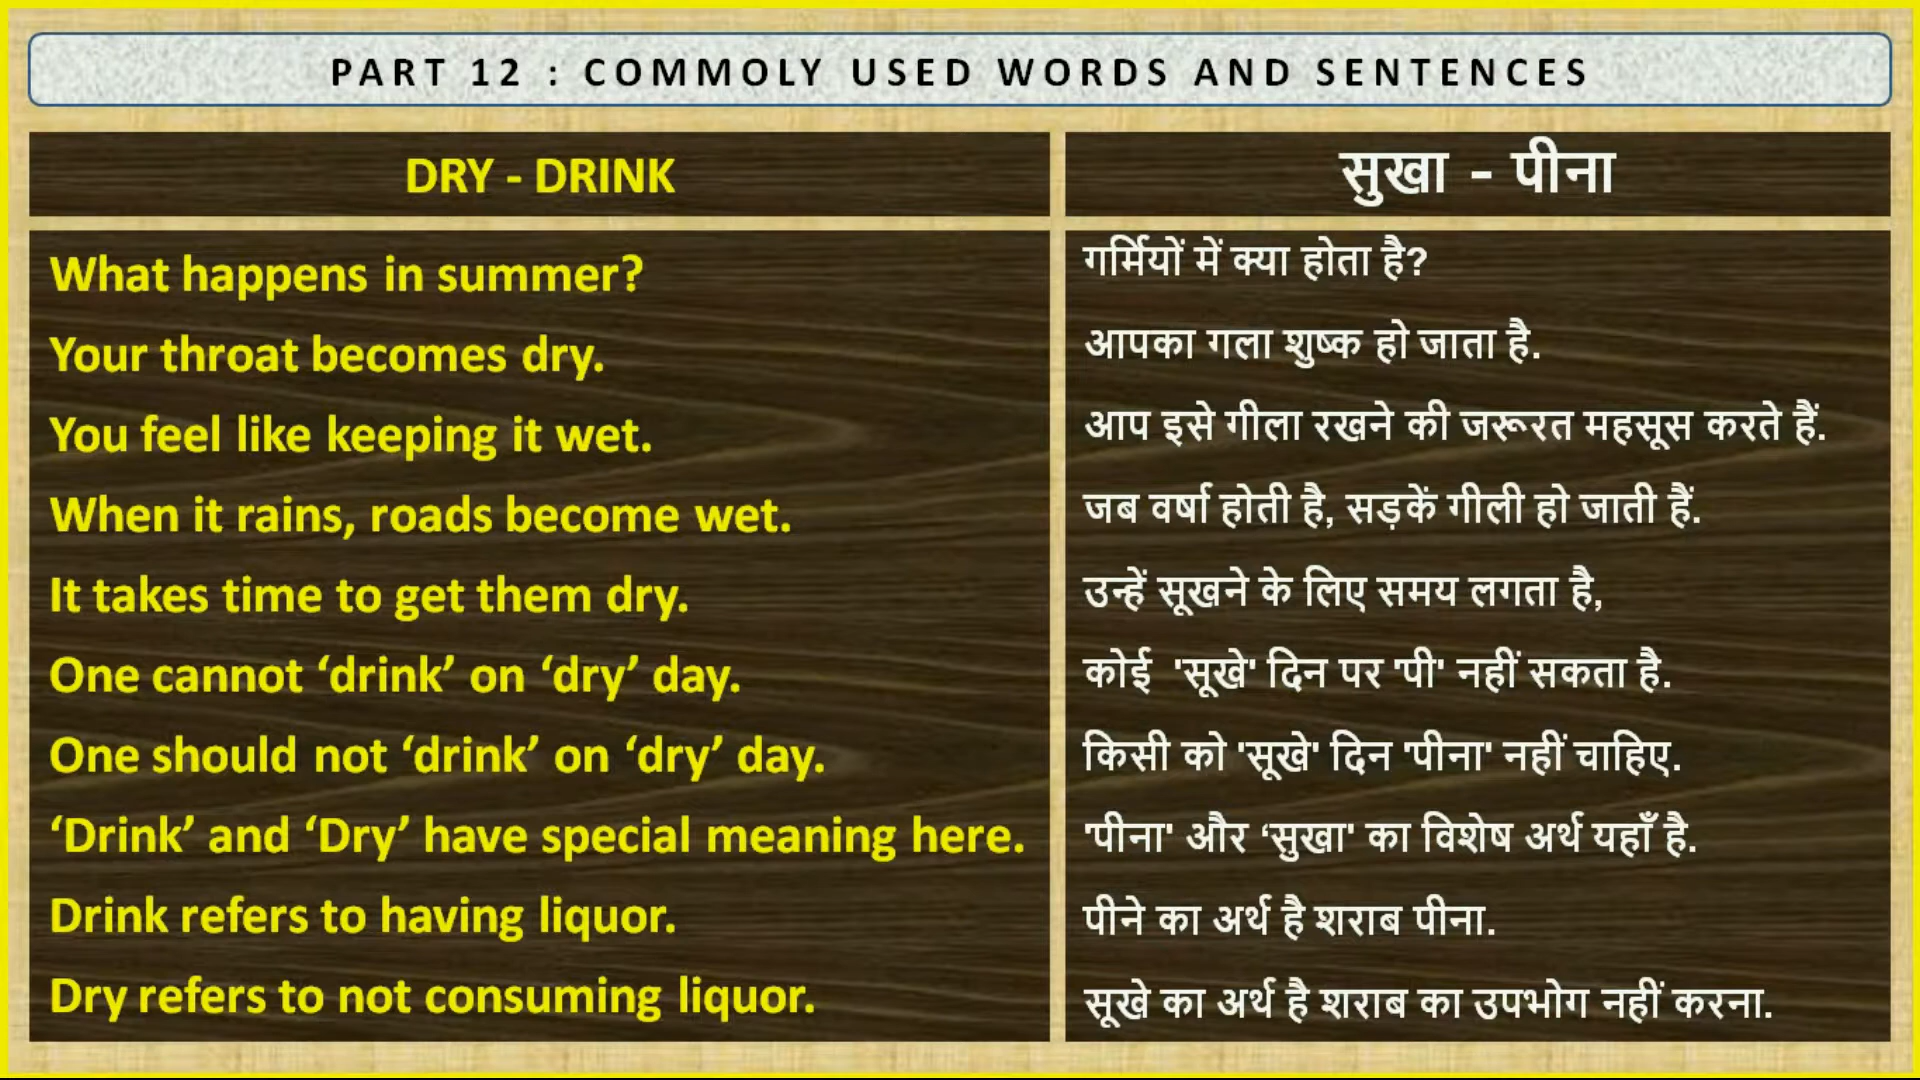 PART 12 : COMMOLY USED WORDS AND SENTENCES
DRY - DRINK
सुखा - पीना
What happens in summer?
गर्मियों में क्या होता है?
Your throat becomes dry.
आपका गला शुष्क हो जाता है.
You feel like keeping it wet.
आप इसे गीला रखने की जरूरत महसूस करते हैं.
When it rains, roads become wet.
जब वर्षा होती है, सड़कें गीली हो जाती हैं.
It takes time to get them dry.
उन्हें सूखने के लिए समय लगता है,
One cannot ‘drink’ on ‘dry’ day.
कोई 'सूखे' दिन पर 'पी' नहीं सकता है.
One should not ‘drink’ on ‘dry’ day.
किसी को 'सूखे' दिन 'पीना' नहीं चाहिए.
‘Drink’ and ‘Dry’ have special meaning here.
'पीना' और ‘सुखा' का विशेष अर्थ यहाँ है.
Drink refers to having liquor.
पीने का अर्थ है शराब पीना.
Dry refers to not consuming liquor.
सूखे का अर्थ है शराब का उपभोग नहीं करना.